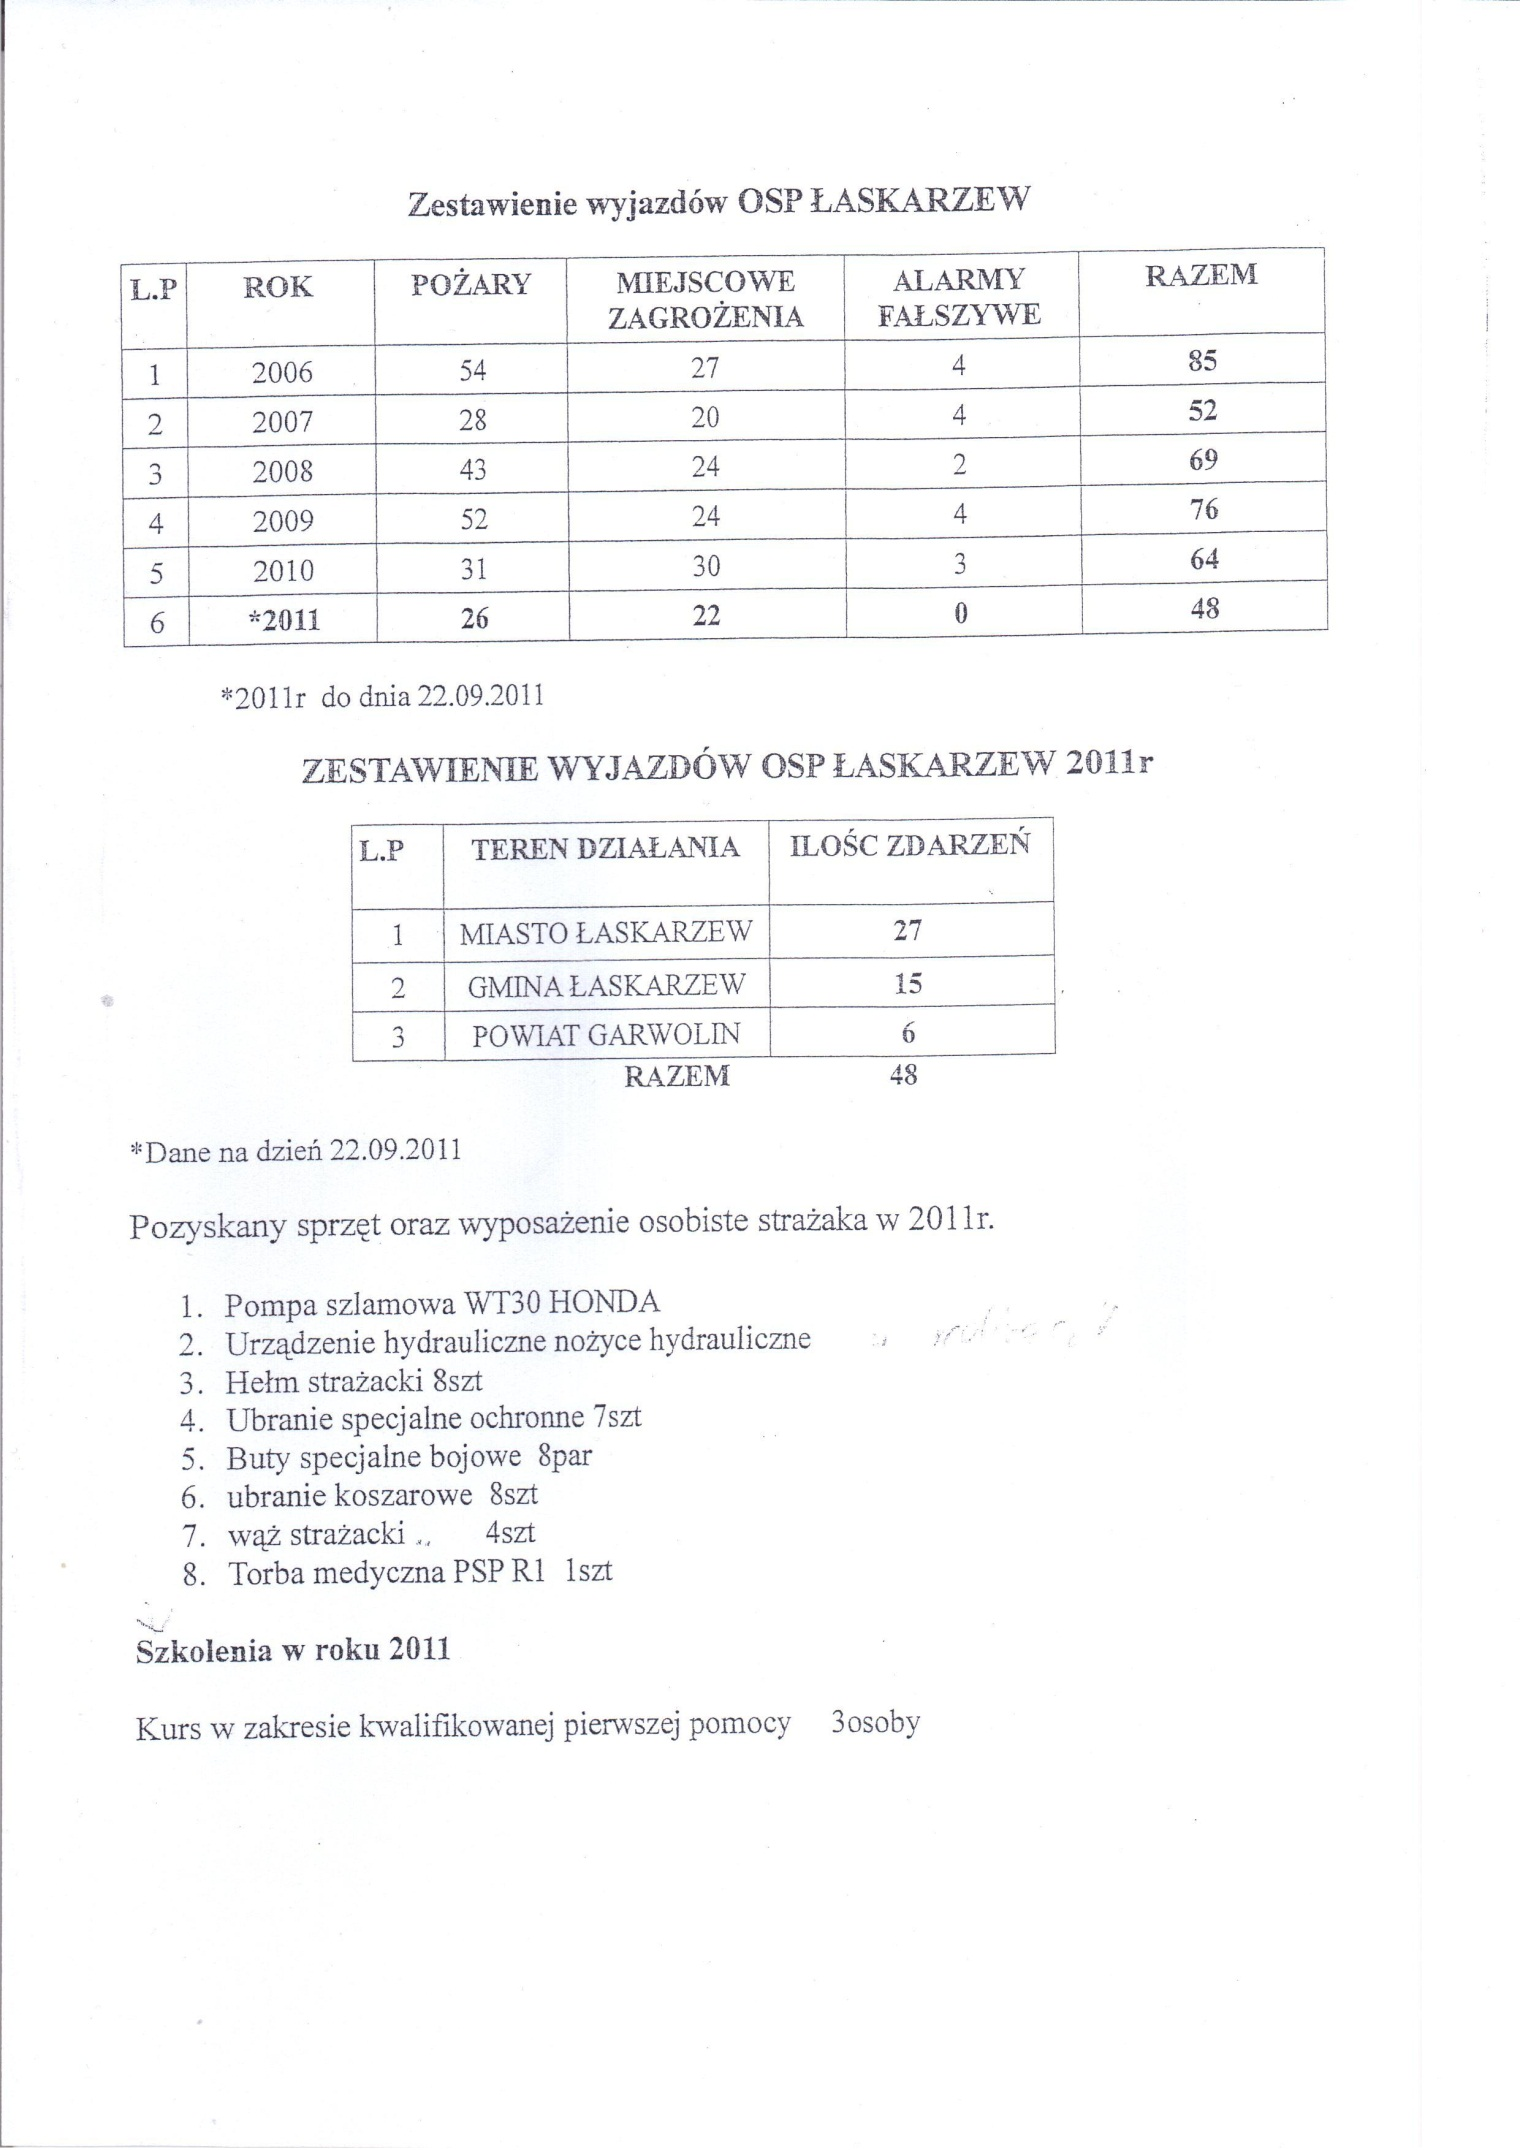 Zestawienie wyjazdów OSP ŁASKARZEW
L.P ROK POŻARY MIEJSCOWE ZAGROŻENIA ALARMY FAŁSZYWE RAZEM
1 2006 54 27 4 85
2 2007 28 20 4 52
3 2008 43 24 2 69
4 2009 52 24 4 76
5 2010 31 30 3 64
6 *2011 26 22 0 48
*2011r do dnia 22.09.2011
ZESTAWIENIE WYJAZDÓW OSP ŁASKARZEW 2011r
L.P TEREN DZIAŁANIA ILOŚC ZDARZEŃ
1 MIASTO ŁASKARZEW 27
2 GMINA ŁASKARZEW 15
3 POWIAT GARWOLIN 6
RAZEM 48
*Dane na dzień 22.09.2011
Pozyskany sprzęt oraz wyposażenie osobiste strażaka w 2011r.
1. Pompa szlamowa WT30 HONDA
2. Urządzenie hydrauliczne nożyce hydrauliczne
3. Hełm strażacki 8szt
4. Ubranie specjalne ochronne 7szt
5. Buty specjalne bojowe 8par
6. ubranie koszarowe 8szt
7. wąż strażacki ,, 4szt
8. Torba medyczna PSP R1 1szt
Szkolenia w roku 2011
Kurs w zakresie kwalifikowanej pierwszej pomocy 3osoby